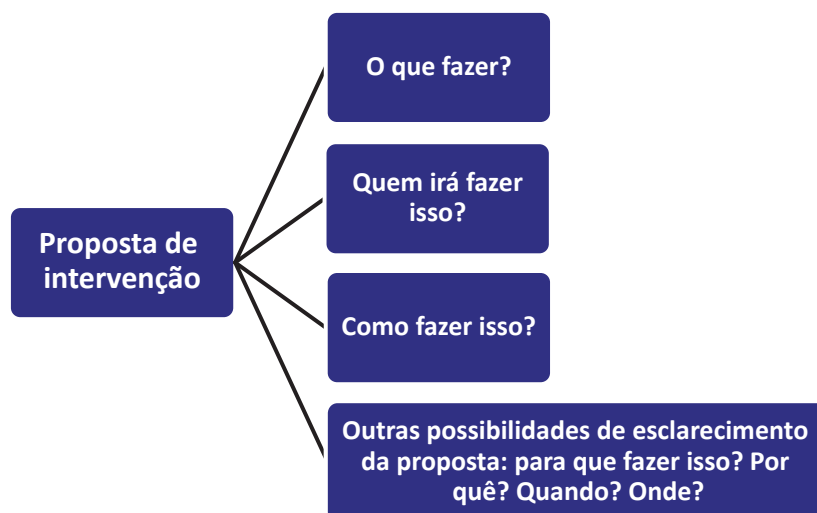 O que fazer?
Quem irá fazer
isso?
Proposta de
intervenção
Como fazer isso?
Outras possibilidades de esclarecimento
da proposta: para que fazer isso? Por
quê? Quando? Onde?